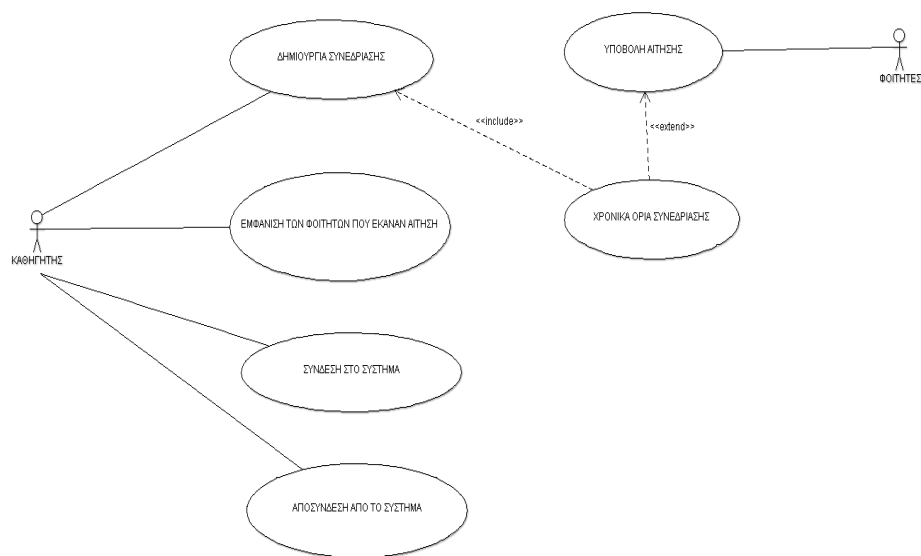 ΔΗΜΙΟΥΡΓΙΑ ΣΥΝΕΔΡΙΑΣΗΣ
ΥΠΟΒΟΛΗ ΑΙΤΗΣΗΣ
ΦΟΙΤΗΤΕΣ
<<include>>
<<extend>>
ΕΜΦΑΝΙΣΗ ΤΩΝ ΦΟΙΤΗΤΩΝ ΠΟΥ ΕΚΑΝΑΝ ΑΙΤΗΣΗ
ΧΡΟΝΙΚΑ ΟΡΙΑ ΣΥΝΕΔΡΙΑΣΗΣ
ΚΑΘΗΓΗΤΗΣ
ΣΥΝΔΕΣΗ ΣΤΟ ΣΥΣΤΗΜΑ
ΑΠΟΣΥΝΔΕΣΗ ΑΠΟ ΤΟ ΣΥΣΤΗΜΑ